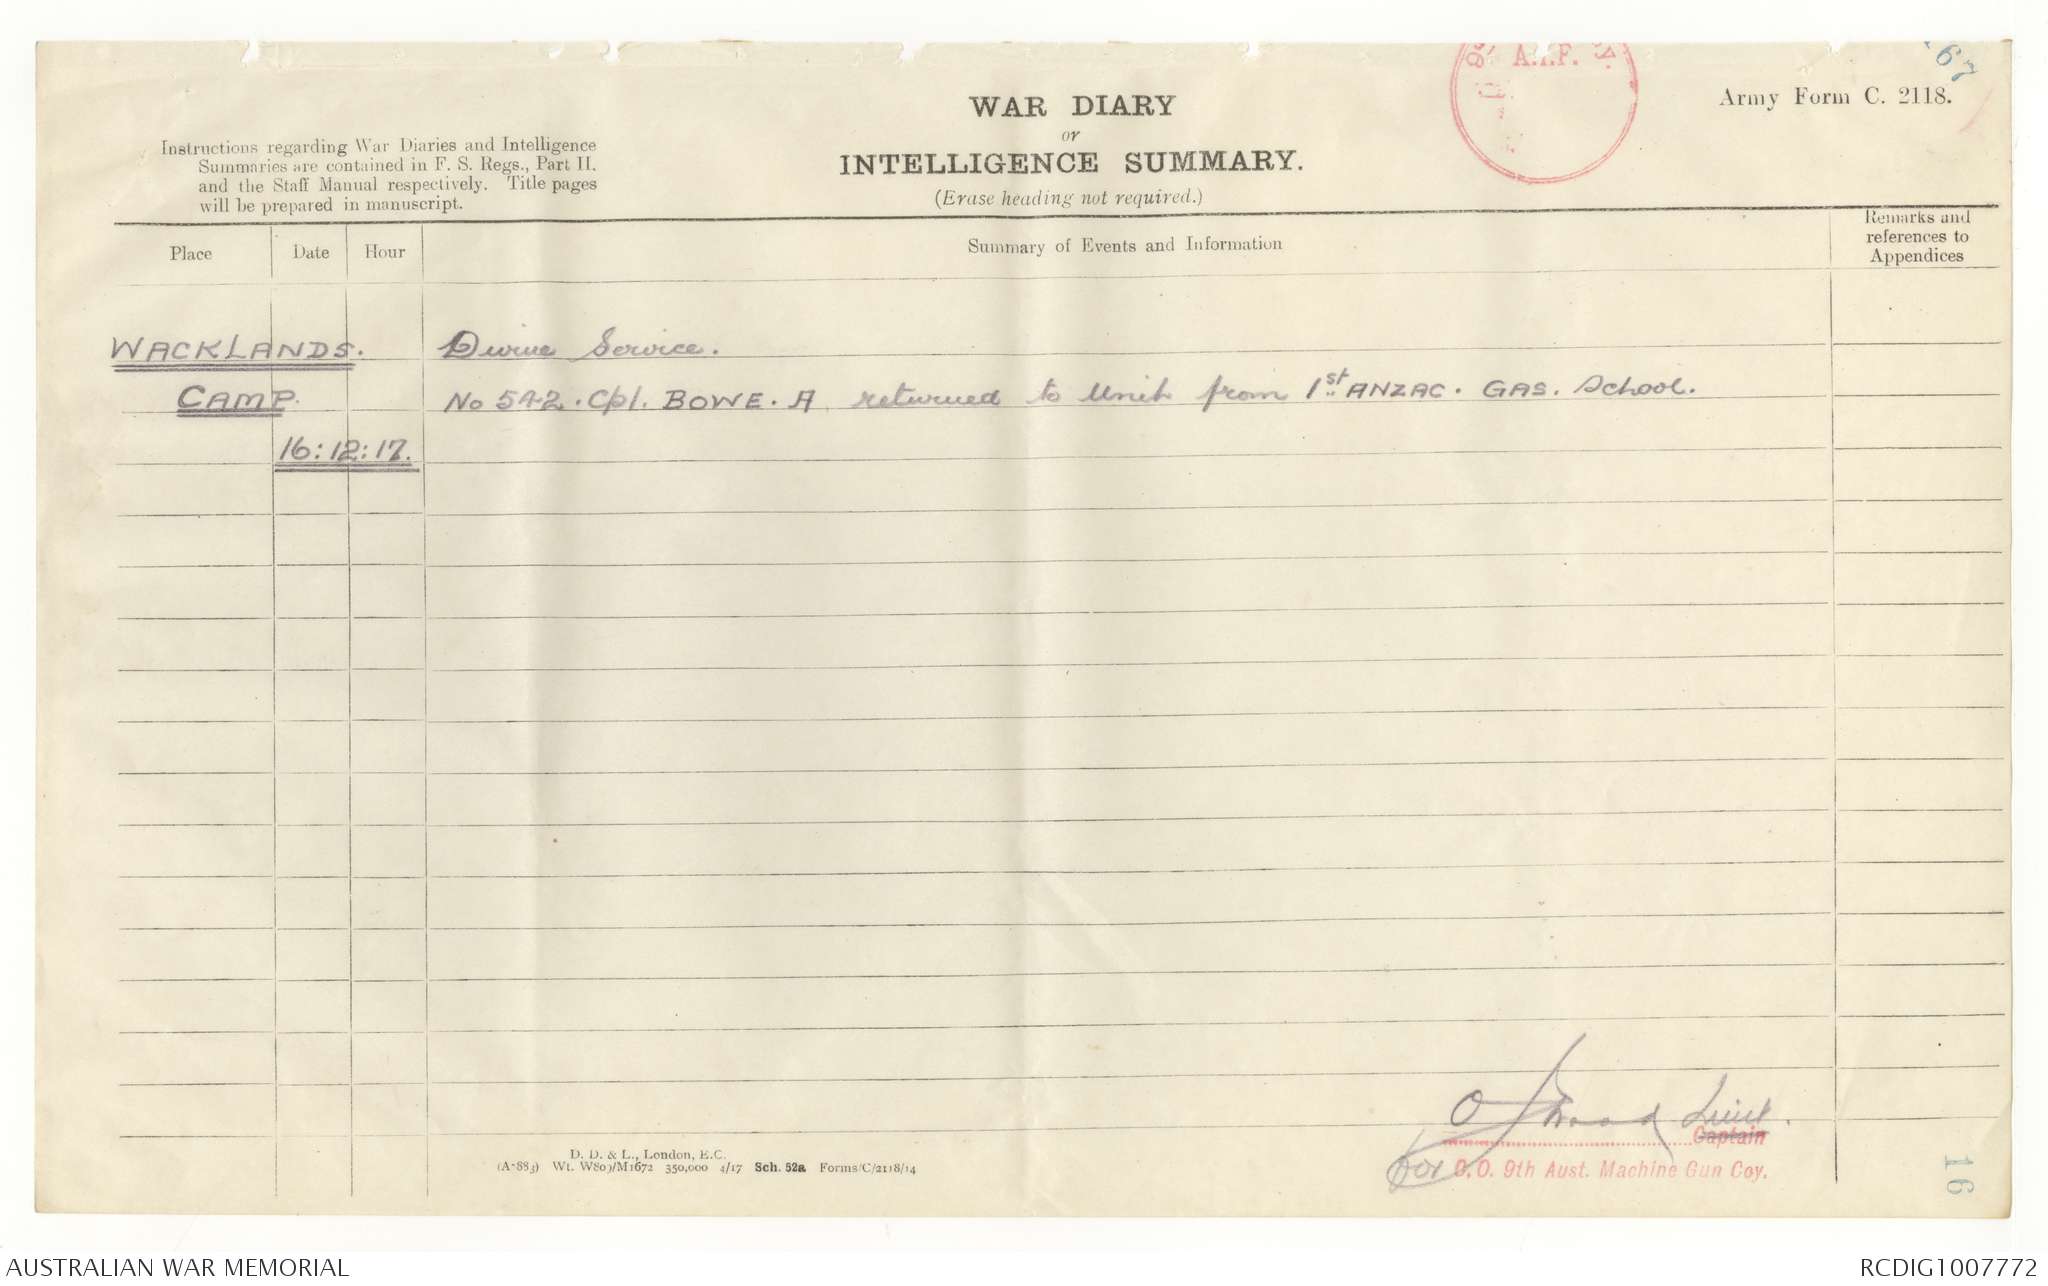 A.I.F.
67
Army Form C. 2118.
WAR DIARY
or
INTELLIGENCE SUMMARY.
(Erase heading not required.)
Instructions regarding War Diaries and Intelligence
Summaries are contained in F. S. Regs., Part II.
and the Staff Manual respectively. Title pages
will be prepared in manuscript.
Place Date Hour Summary of Events and Information Remarks and
references to
Appendices
WACKLANDS. Divine Service.
CAMP. No 542. Cpl. BOWE. A returned to Unit from 1st ANZAC. GAS. School.
16:12:17.
Lieut.
Captain
for O.C. 9th Aust. Machine Gun Coy.
D. D. & L., London, E.C.
(A7883) Wt. W809/M1672 350,000 4/17 Sch. 52a Forms/C/2118/14
16
AUSTRALIAN WAR MEMORIAL
RCDIG1007772